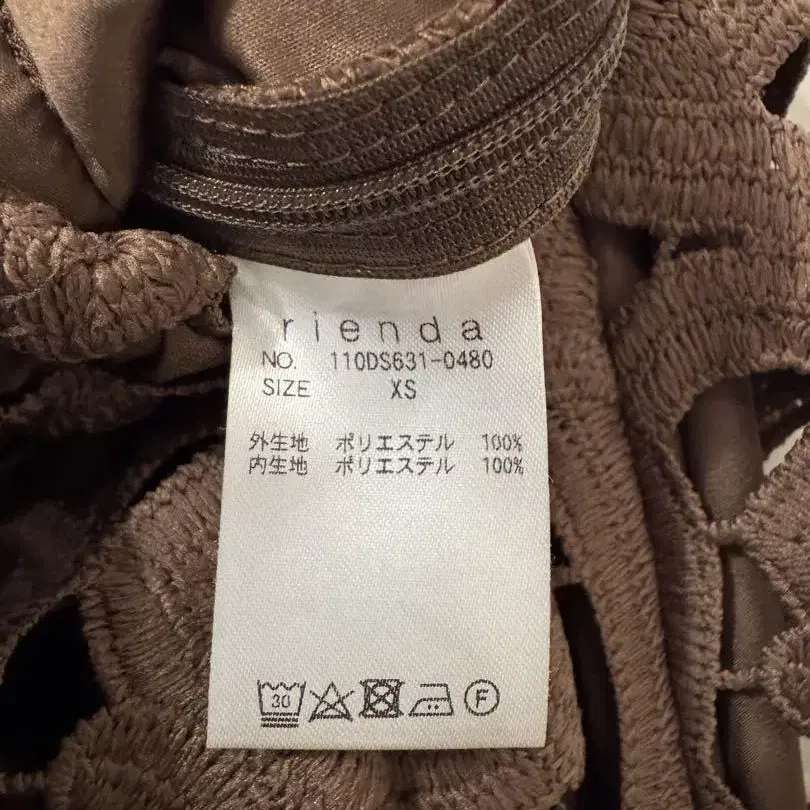 rienda
NO. 110DS631-0480
SIZE XS
外生地 ポリエステル 100%
内生地 ポリエステル 100%
30 F